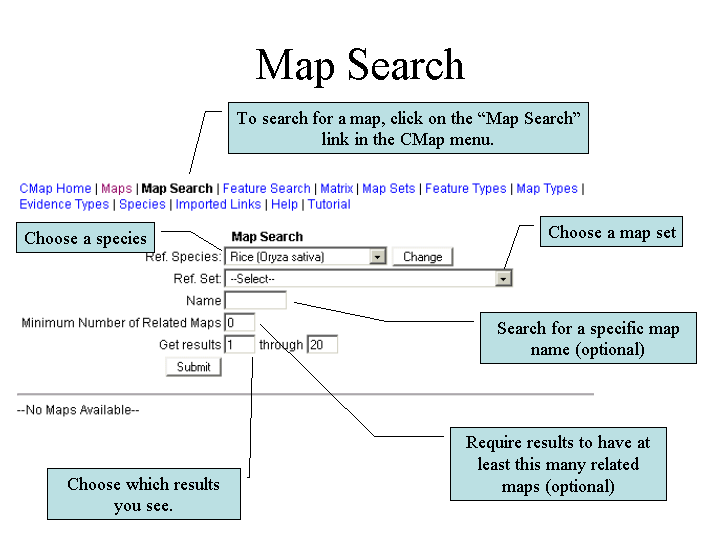 Map Search
To search for a map, click on the “Map Search”
link in the CMap menu.
CMap Home | Maps | Map Search | Feature Search | Matrix | Map Sets | Feature Types | Map Types |
Evidence Types | Species | Imported Links | Help | Tutorial
Choose a species
Map Search
Choose a map set
Ref. Species: Rice (Oryza sativa) Change
Ref. Set: --Select--
Name
Search for a specific map
name (optional)
Minimum Number of Related Maps 0
Get results 1 through 20
Submit
--No Maps Available--
Require results to have at
least this many related
maps (optional)
Choose which results
you see.